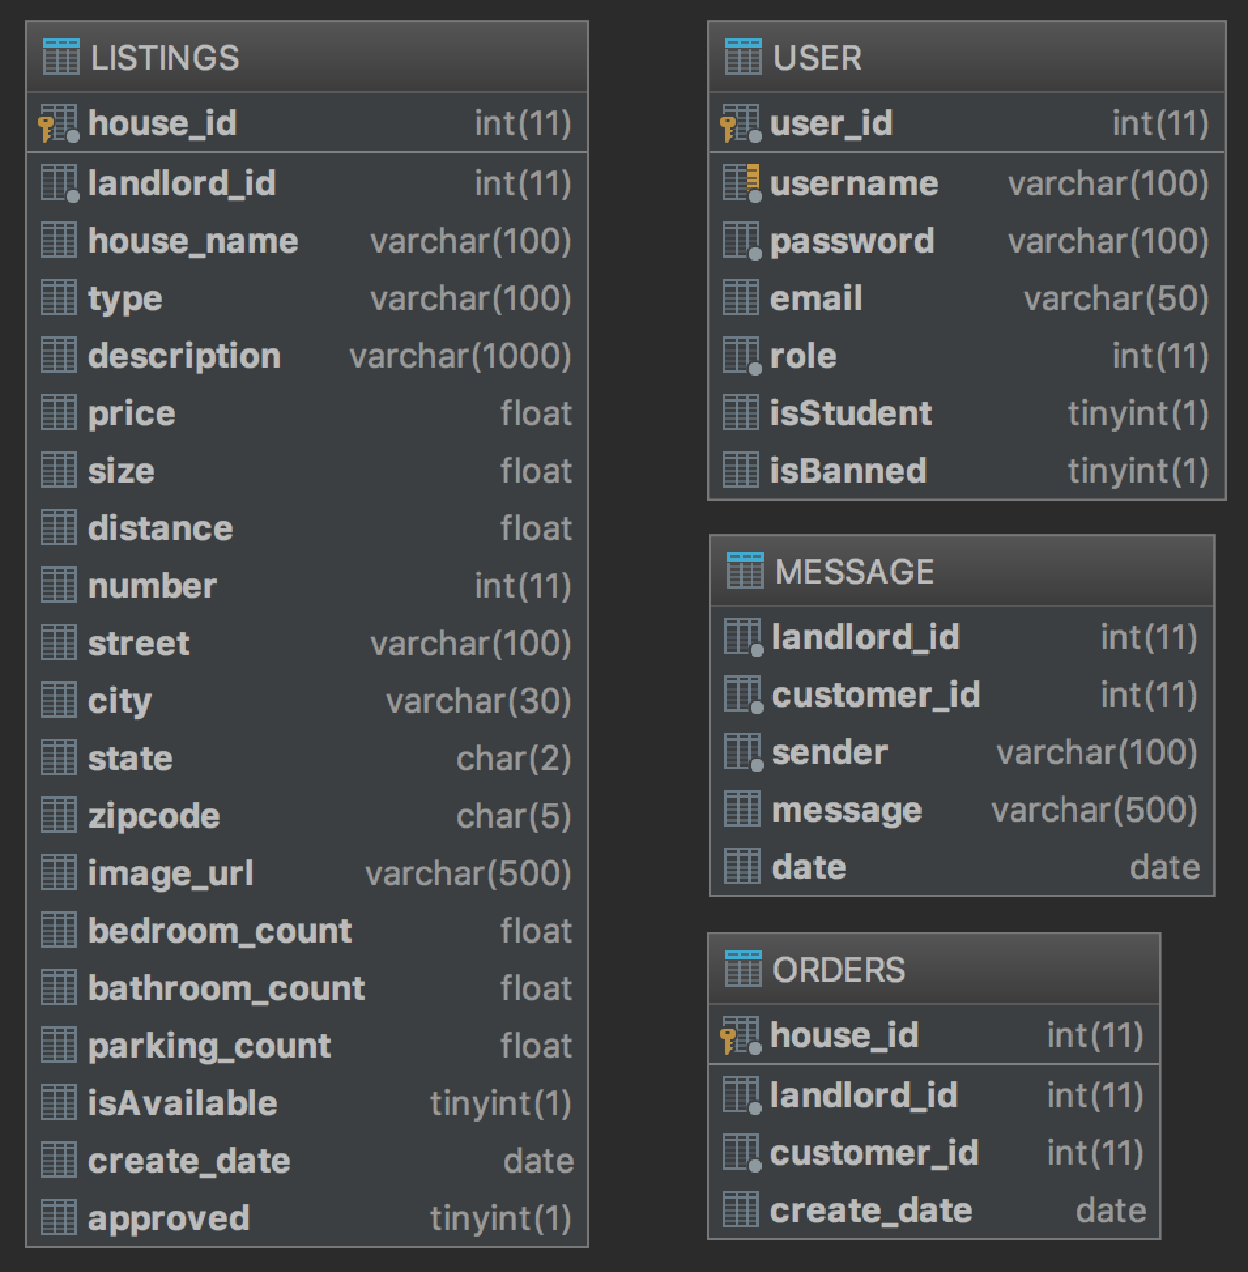 LISTINGS
house_id int(11)
landlord_id int(11)
house_name varchar(100)
type varchar(100)
description varchar(1000)
price float
size float
distance float
number int(11)
street varchar(100)
city varchar(30)
state char(2)
zipcode char(5)
image_url varchar(500)
bedroom_count float
bathroom_count float
parking_count float
isAvailable tinyint(1)
create_date date
approved tinyint(1)
USER
user_id int(11)
username varchar(100)
password varchar(100)
email varchar(50)
role int(11)
isStudent tinyint(1)
isBanned tinyint(1)
MESSAGE
landlord_id int(11)
customer_id int(11)
sender varchar(100)
message varchar(500)
date date
ORDERS
house_id int(11)
landlord_id int(11)
customer_id int(11)
create_date date